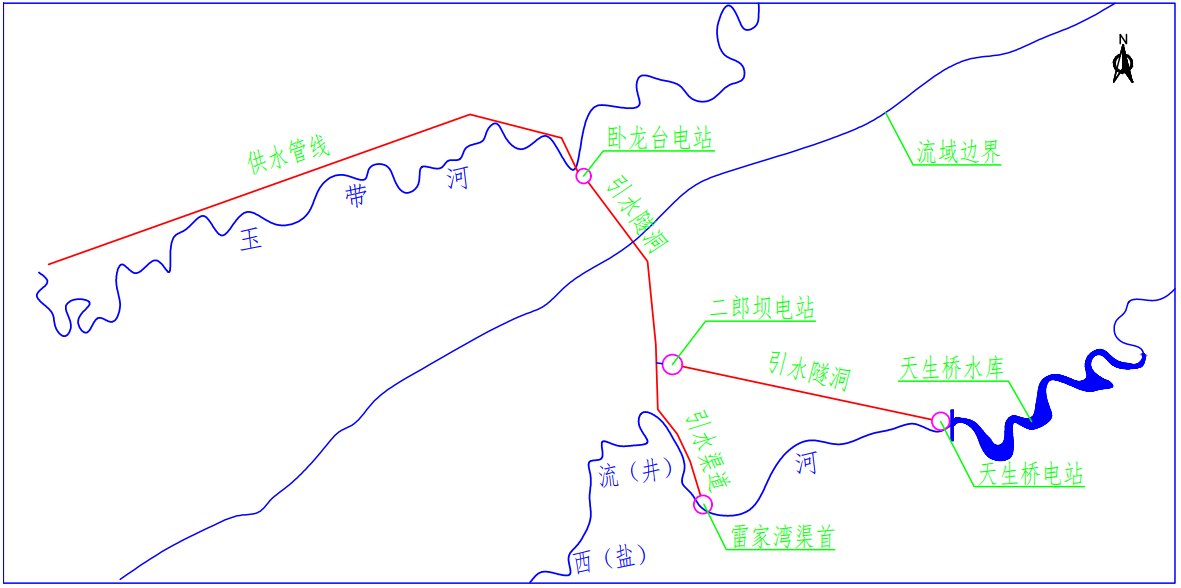 N
卧龙台电站
供水管线
流域边界
带
河
引水隧洞
玉
二郎坝电站
引水隧洞
天生桥水库
引水渠道
流（井）
河
天生桥电站
雷家湾渠首
西（盐）